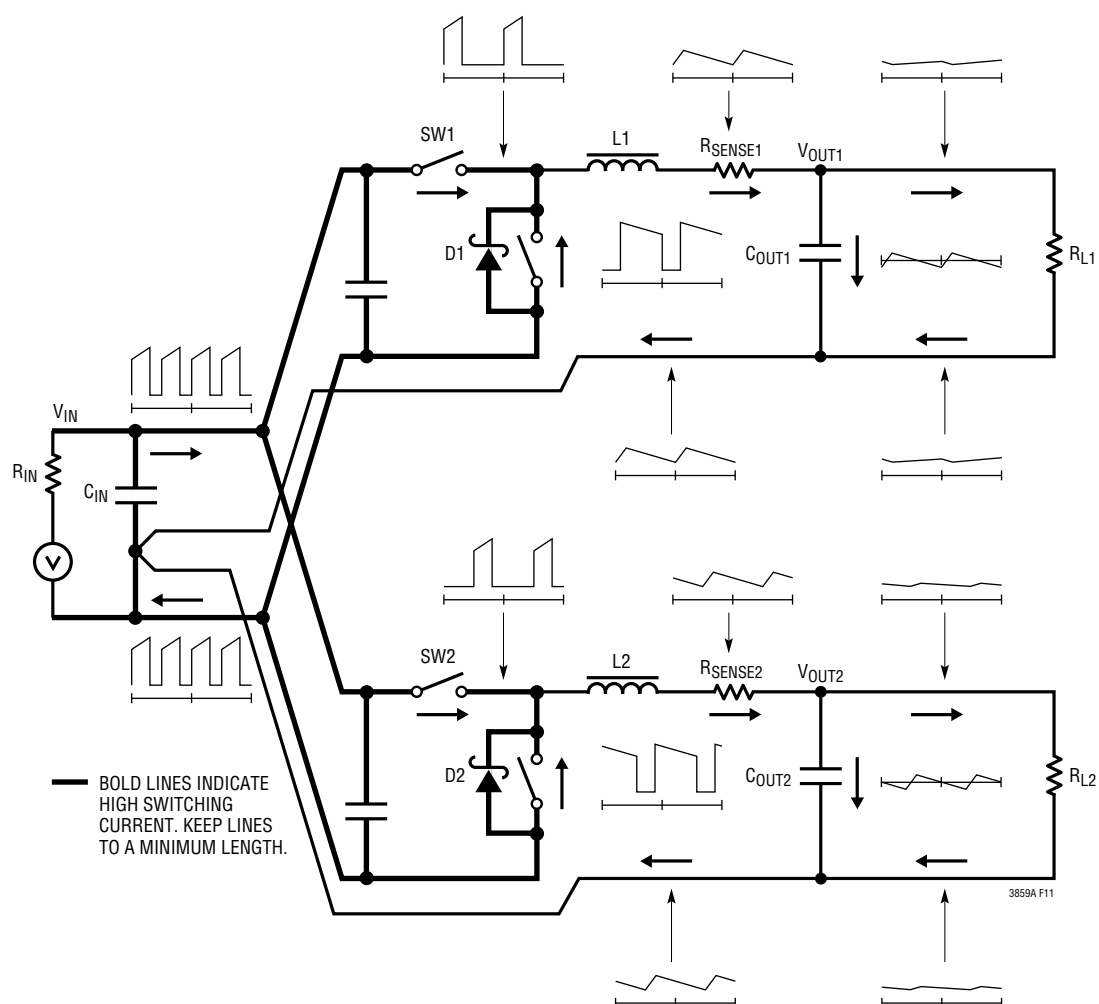 SW1
L1
RSENSE1
VOUT1
D1
COUT1
RL1
VIN
RIN
CIN
V
SW2
L2
RSENSE2
VOUT2
D2
COUT2
RL2
BOLD LINES INDICATE
HIGH SWITCHING
CURRENT. KEEP LINES
TO A MINIMUM LENGTH.
3859A F11